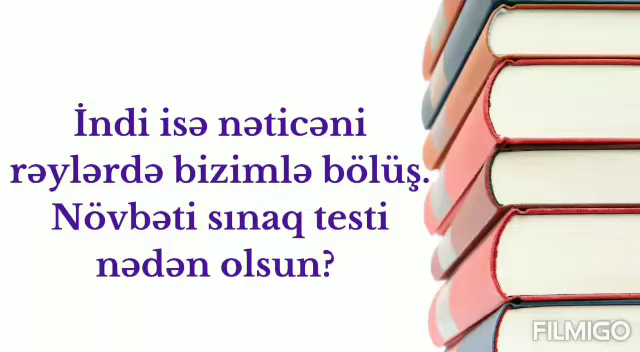 İndi isə nəticəni
rəylərdə bizimlə bölüş.
Növbəti sınaq testi
nədən olsun?
FILMIGO